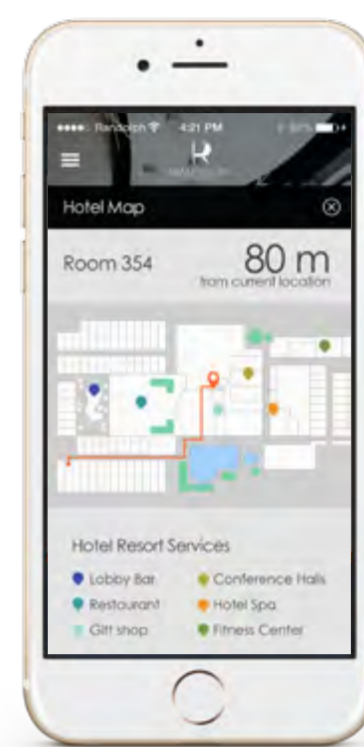 Randolph 4:21 PM
Hotel Map
Room 354
80 m
from current location
Hotel Resort Services
Lobby Bar
Conference Halls
Restaurant
Hotel Spa
Gift shop
Fitness Center